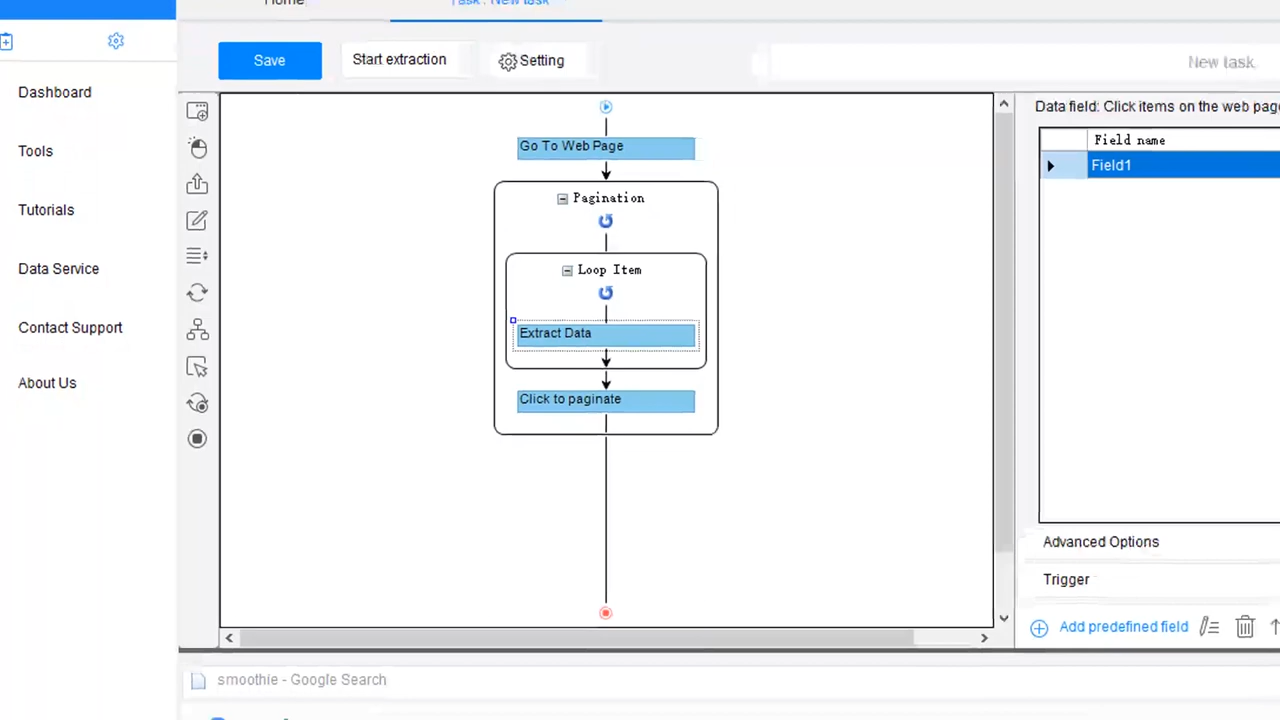 Home
Task : New task
Save
Start extraction
Setting
New task
Dashboard
Tools
Tutorials
Data Service
Contact Support
About Us
Go To Web Page
Pagination
Loop Item
Extract Data
Click to paginate
Data field: Click items on the web page
Field name
Field1
Advanced Options
Trigger
Add predefined field
smoothie - Google Search